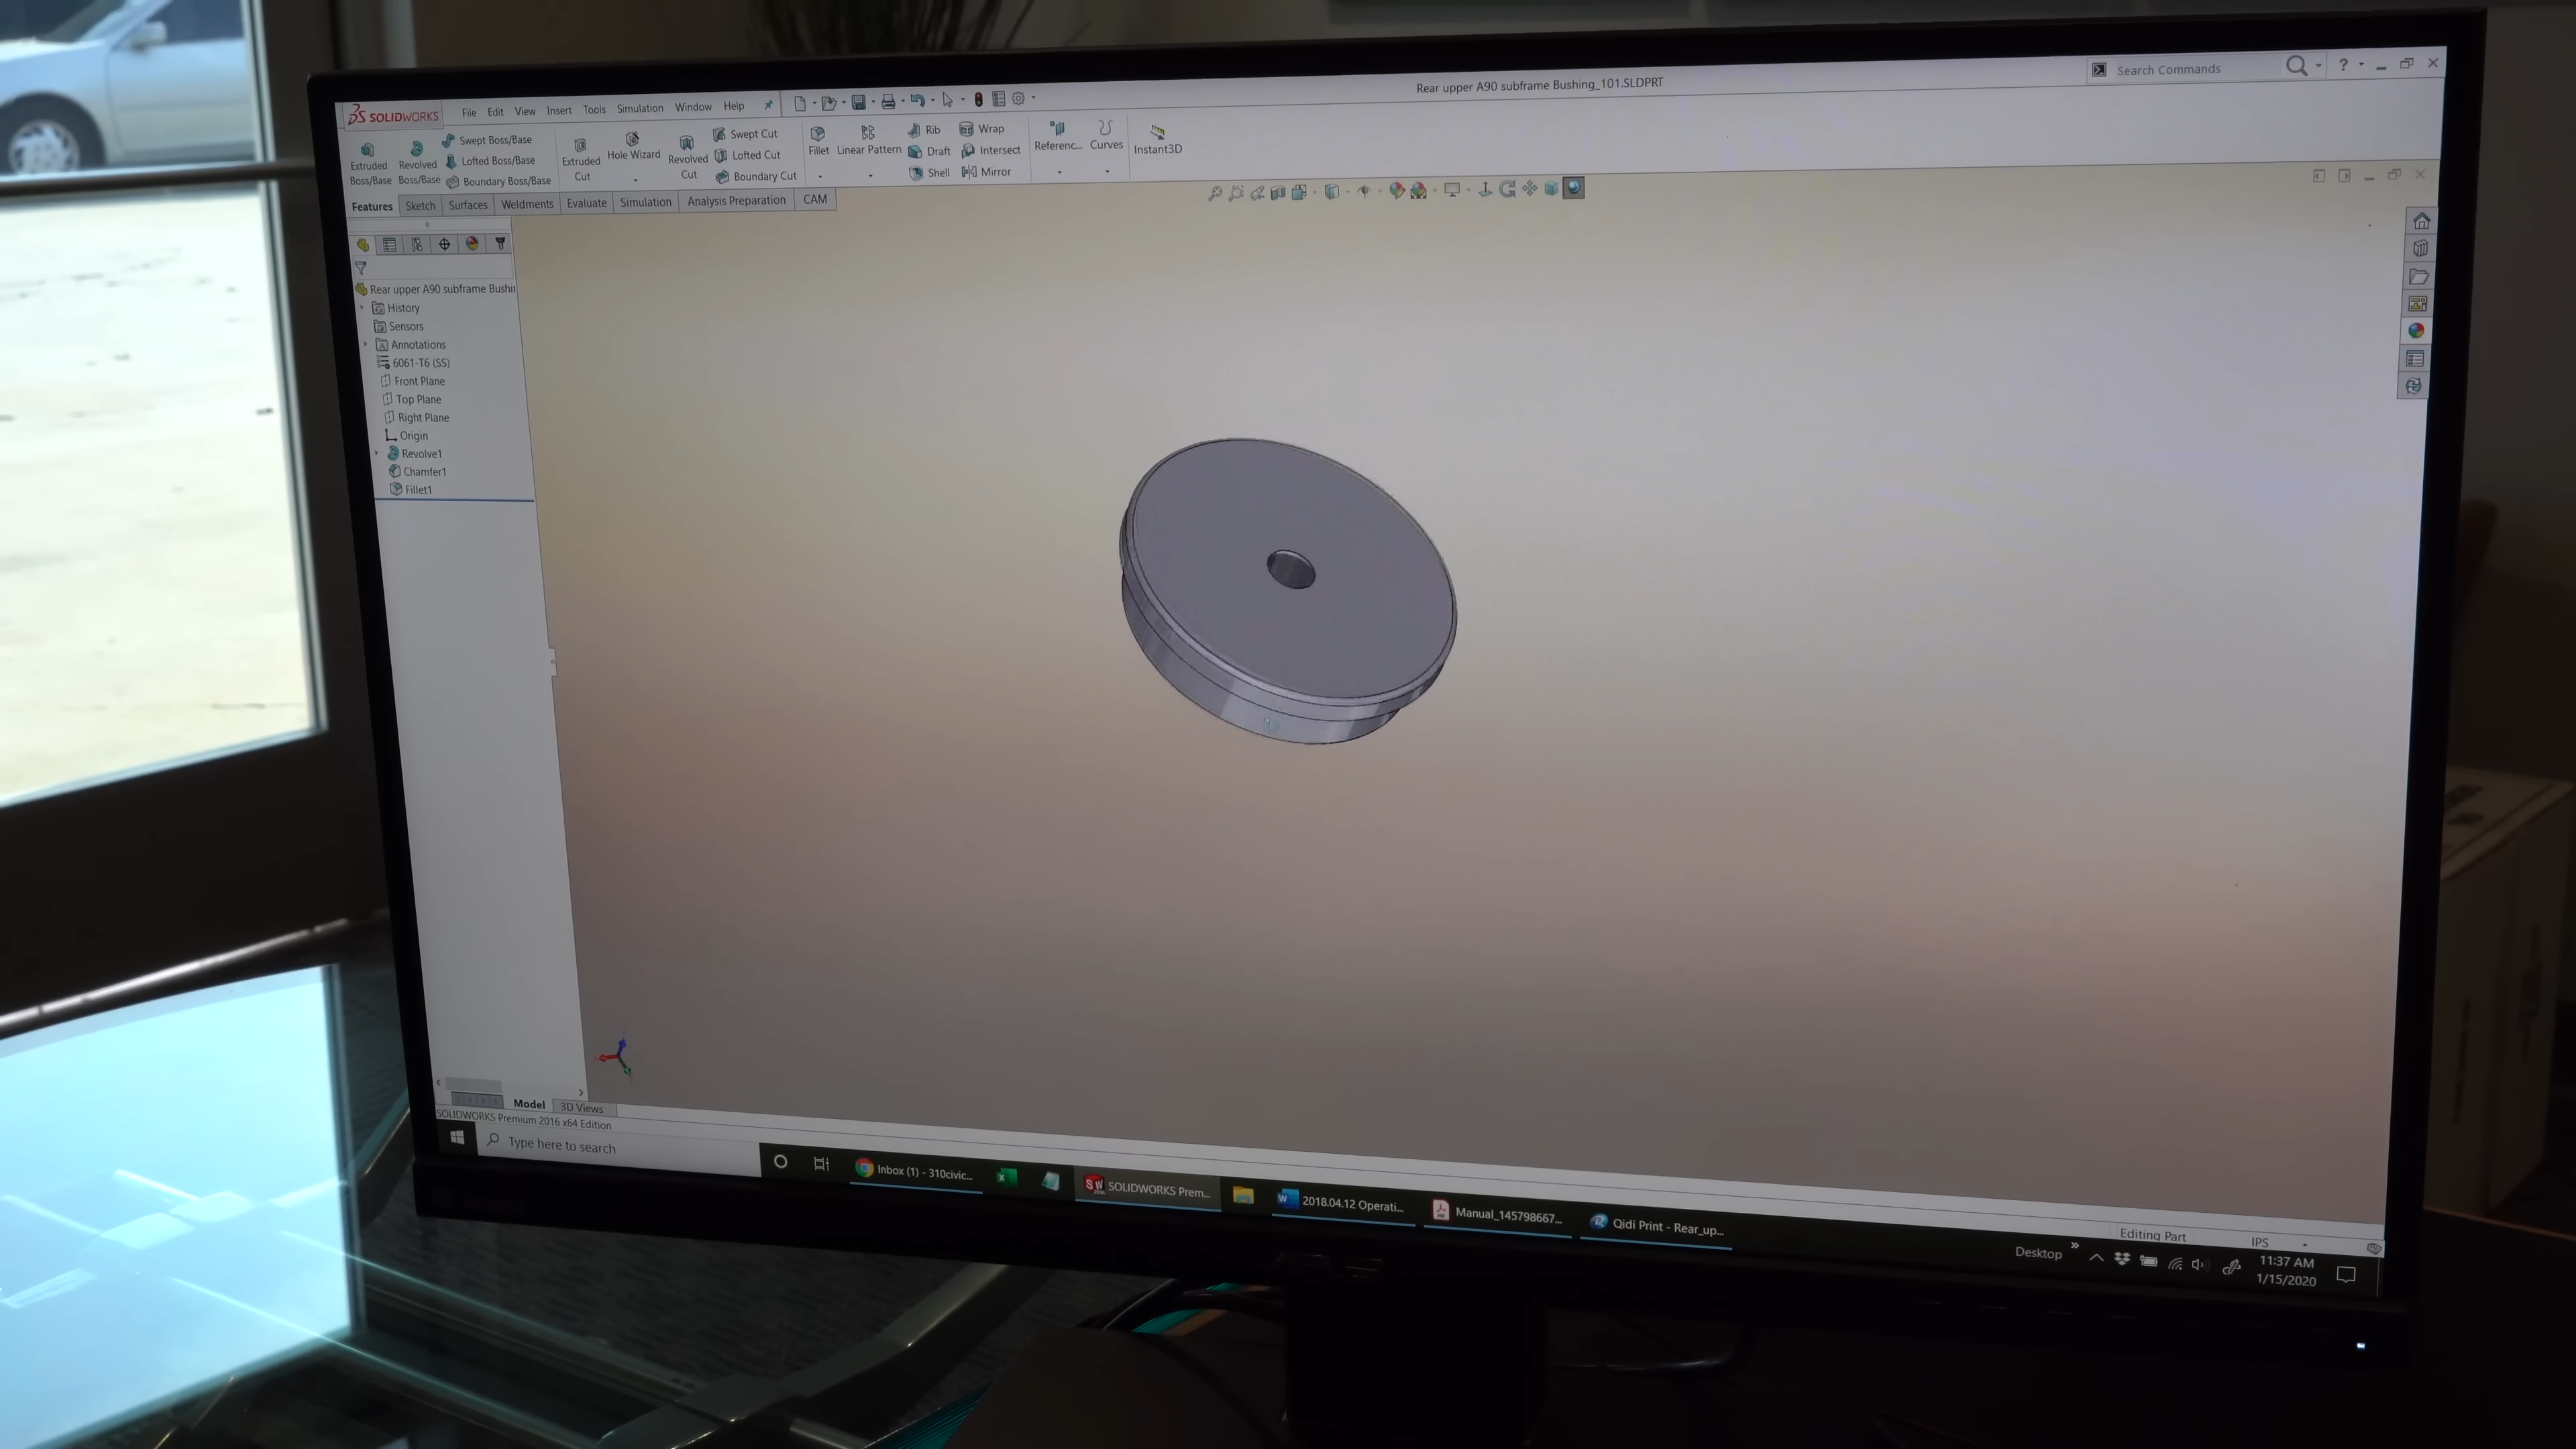 Rear upper A90 subframe Bushing_101.SLDPRT
Search Commands
SOLIDWORKS
File Edit View Insert Tools Simulation Window Help
Extruded Boss/Base
Revolved Boss/Base
Swept Boss/Base
Lofted Boss/Base
Boundary Boss/Base
Extruded Cut
Hole Wizard
Revolved Cut
Swept Cut
Lofted Cut
Boundary Cut
Fillet
Linear Pattern
Rib
Draft
Shell
Wrap
Intersect
Mirror
Referenc...
Curves
Instant3D
Features Sketch Surfaces Weldments Evaluate Simulation Analysis Preparation CAM
Rear upper A90 subframe Bushi
History
Sensors
Annotations
6061-T6 (SS)
Front Plane
Top Plane
Right Plane
Origin
Revolve1
Chamfer1
Fillet1
Model 3D Views
SOLIDWORKS Premium 2016 x64 Edition
Editing Part
IPS
Type here to search
Inbox (1) - 310civic...
SOLIDWORKS Prem...
2018.04.12 Operati...
Manual_145798667...
Qidi Print - Rear_up...
Desktop
11:37 AM
1/15/2020